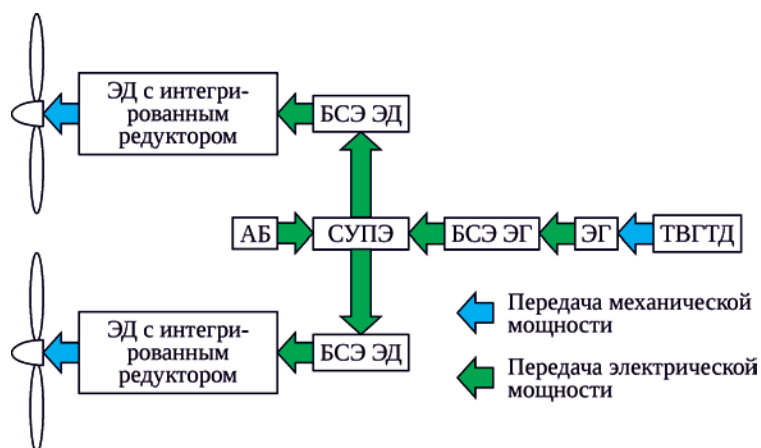 ЭД с интегри-
рованным
редуктором
БСЭ ЭД
АБ
СУПЭ
БСЭ ЭГ
ЭГ
ТВГТД
ЭД с интегри-
рованным
редуктором
БСЭ ЭД
Передача механической
мощности
Передача электрической
мощности